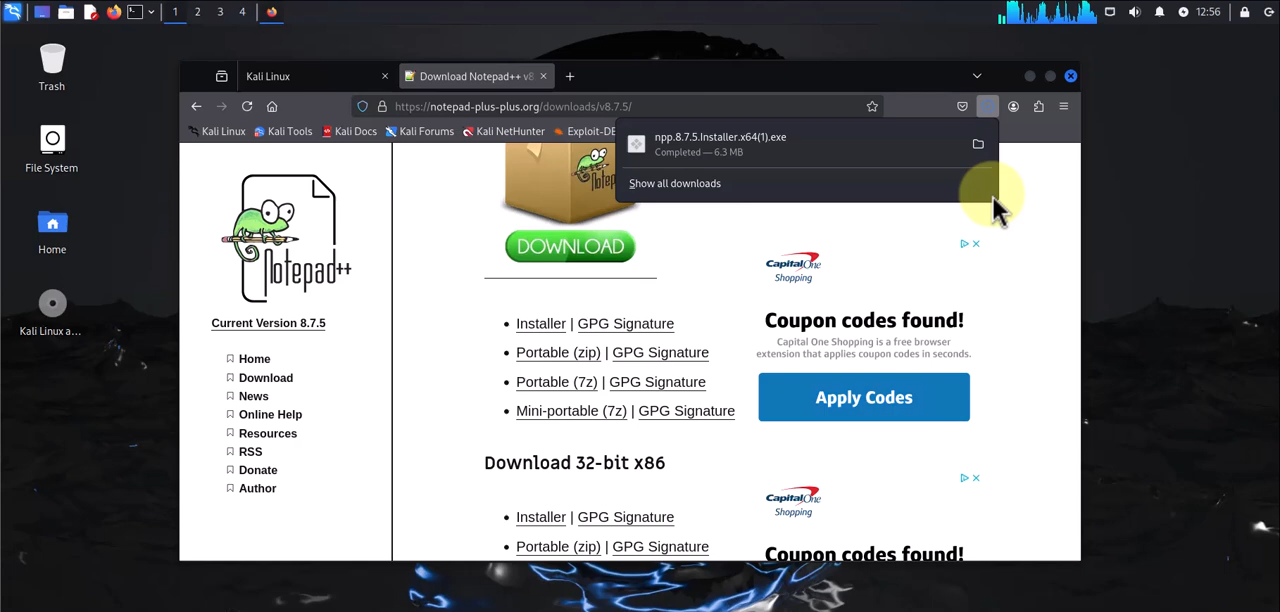 1 2 3 4
12:56
Trash
File System
Home
Kali Linux a...
Kali Linux
Download Notepad++ v8
https://notepad-plus-plus.org/downloads/v8.7.5/
Kali Linux Kali Tools Kali Docs Kali Forums Kali NetHunter Exploit-DB
npp.8.7.5.Installer.x64(1).exe
Completed — 6.3 MB
Show all downloads
Notepad++
Current Version 8.7.5
Home
Download
News
Online Help
Resources
RSS
Donate
Author
DOWNLOAD
Installer | GPG Signature
Portable (zip) | GPG Signature
Portable (7z) | GPG Signature
Mini-portable (7z) | GPG Signature
Download 32-bit x86
Installer | GPG Signature
Portable (zip) | GPG Signature
Capital One
Shopping
Coupon codes found!
Capital One Shopping is a free browser
extension that applies coupon codes in seconds.
Apply Codes
Capital One
Shopping
Coupon codes found!